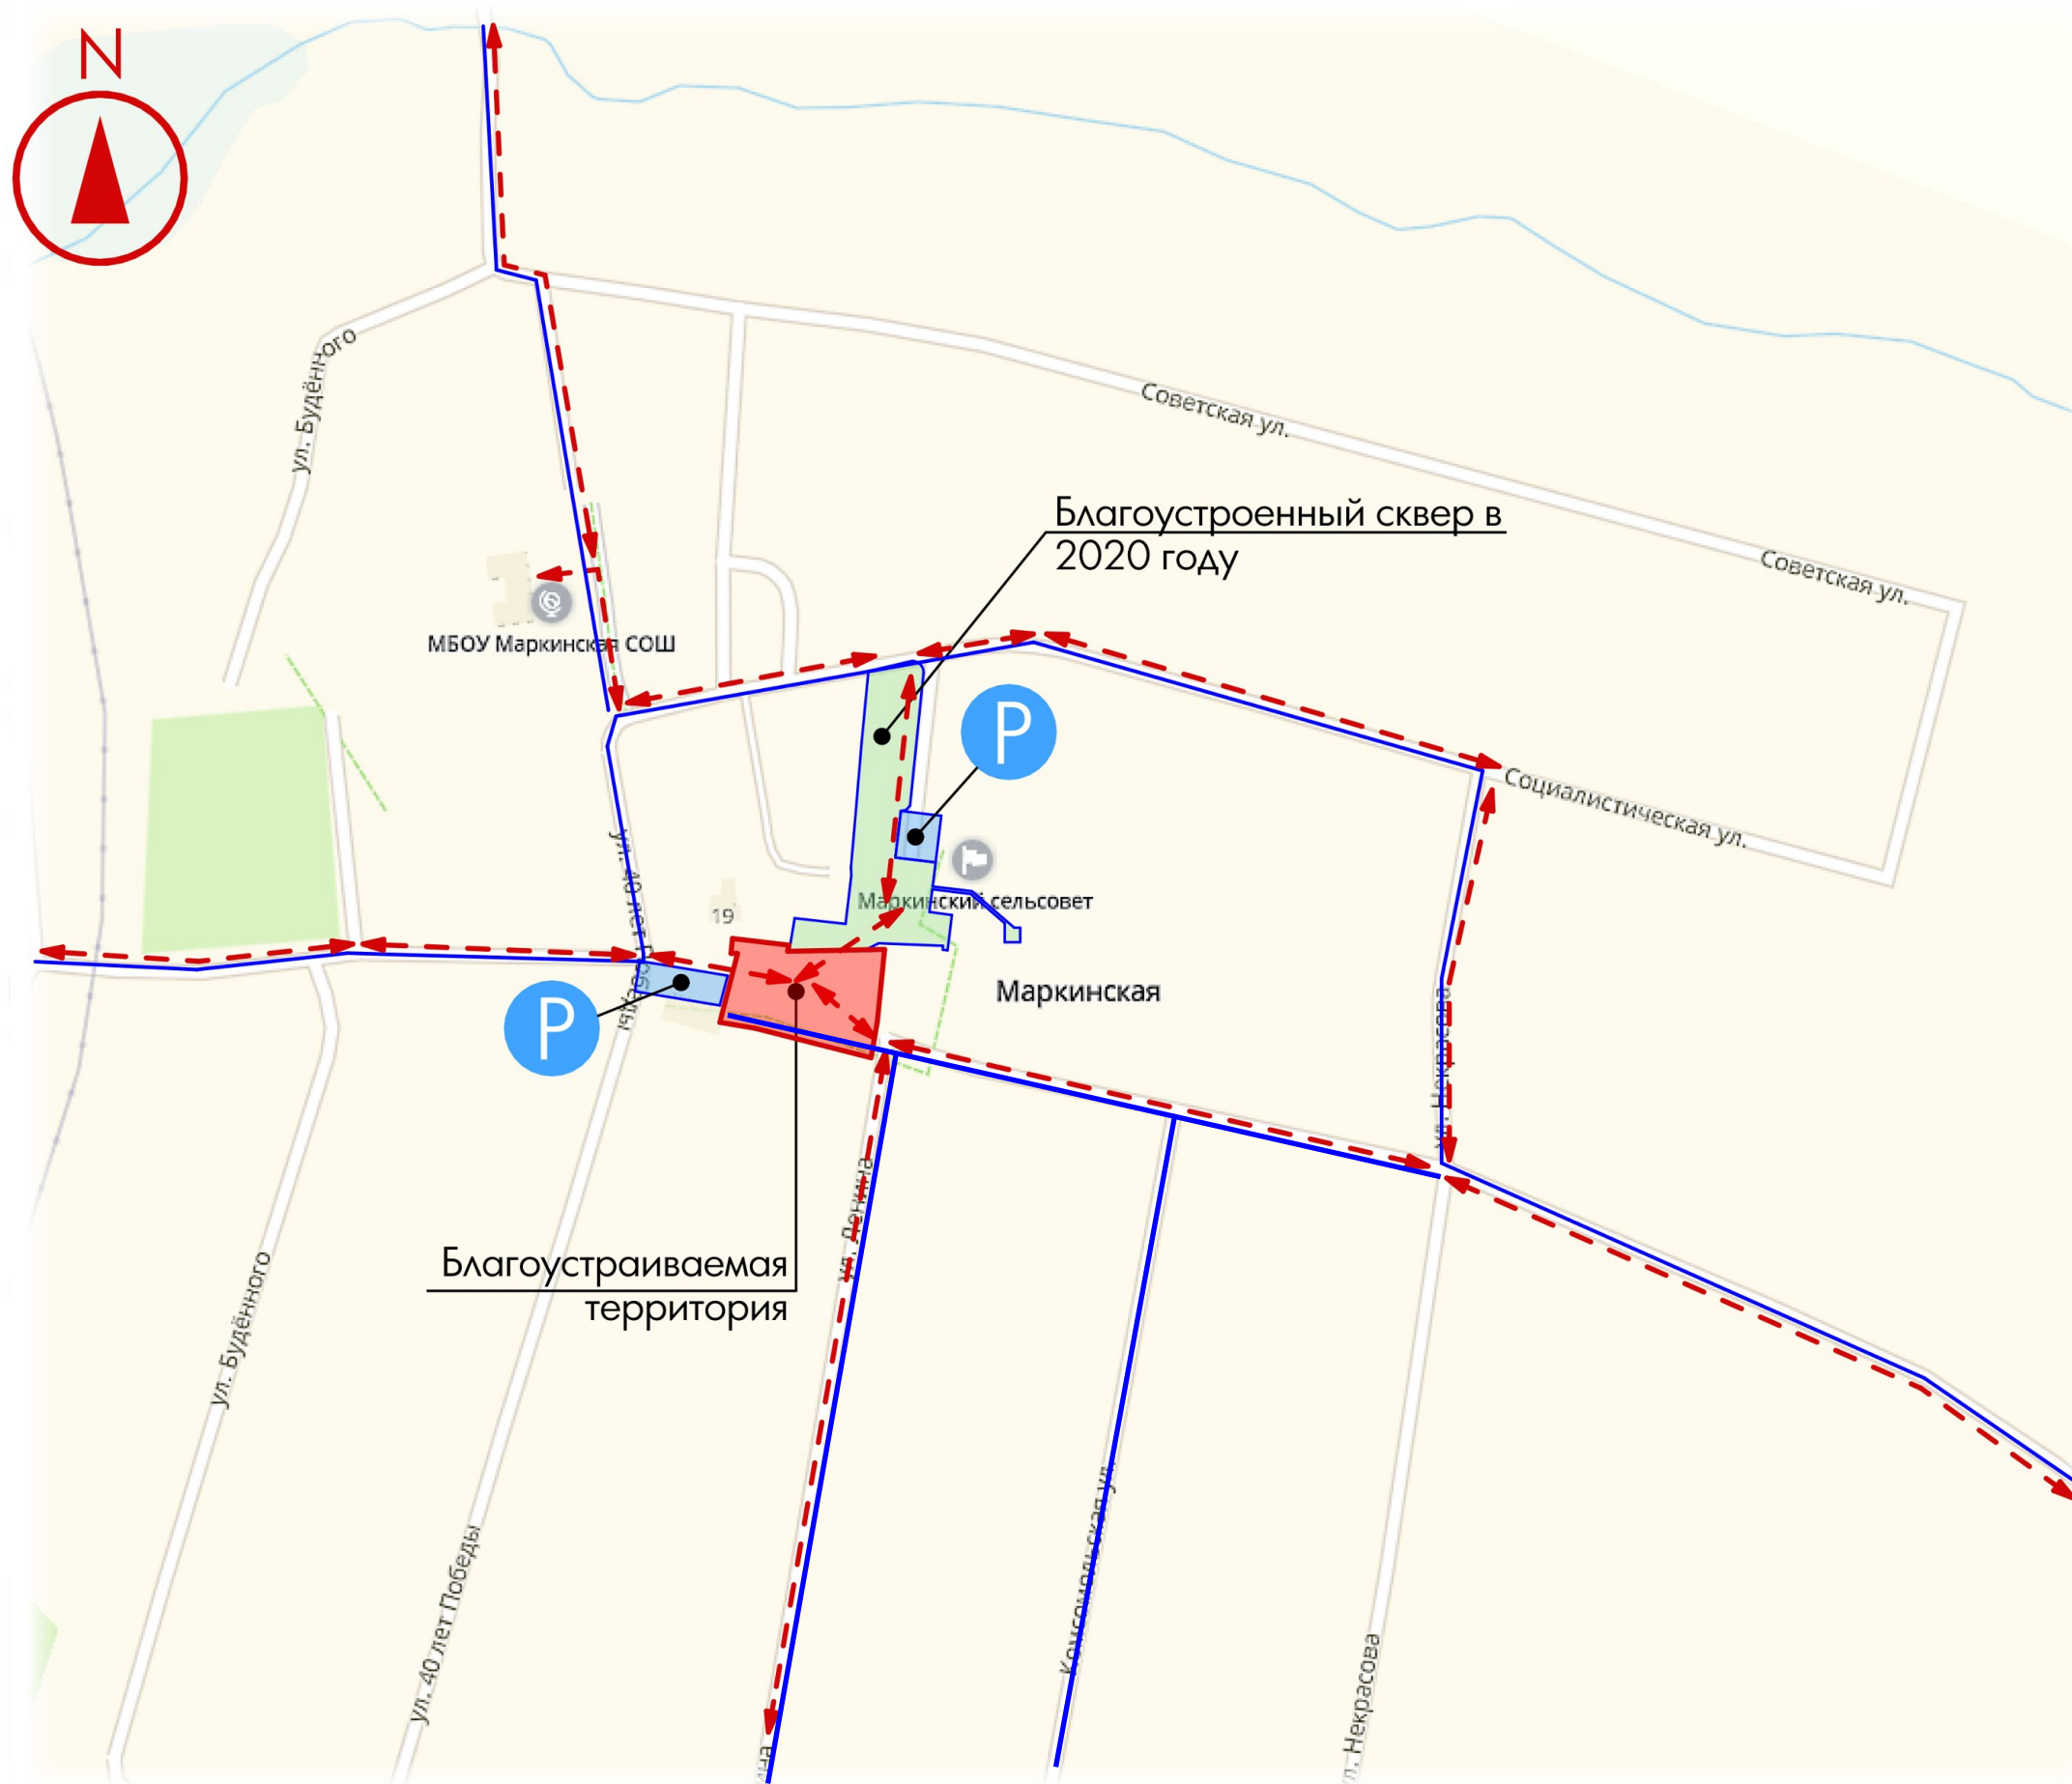 N
ул. Будённого
Советская ул.
Благоустроенный сквер в
2020 году
Советская ул.
МБОУ Маркинская СОШ
P
Социалистическая ул.
ул. 40 лет Победы
Маркинский сельсовет
19
Маркинская
P
ул. Некрасова
ул. Ленина
Благоустраиваемая
территория
ул. Будённого
Комсомольская ул.
ул. 40 лет Победы
ул. Некрасова